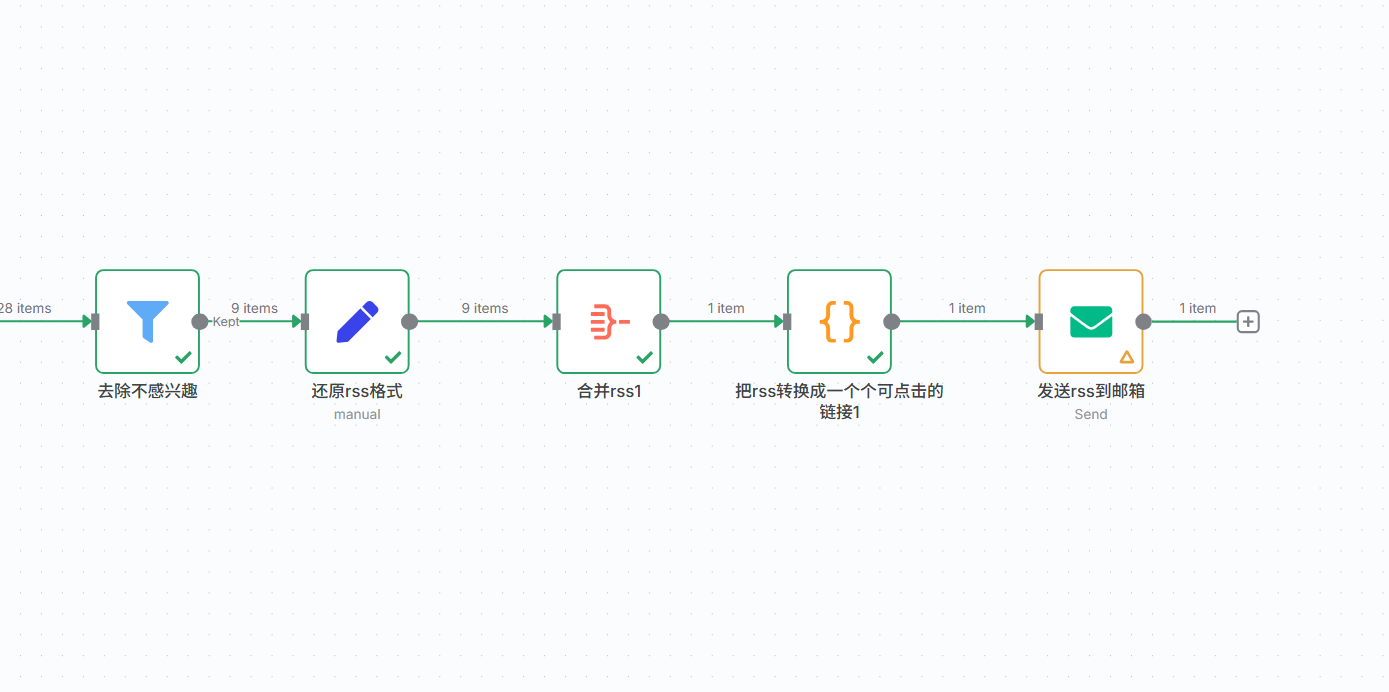 28 items
Kept
9 items
9 items
1 item
1 item
1 item
去除不感兴趣
还原rss格式
manual
合并rss1
把rss转换成一个个可点击的
链接1
发送rss到邮箱
Send